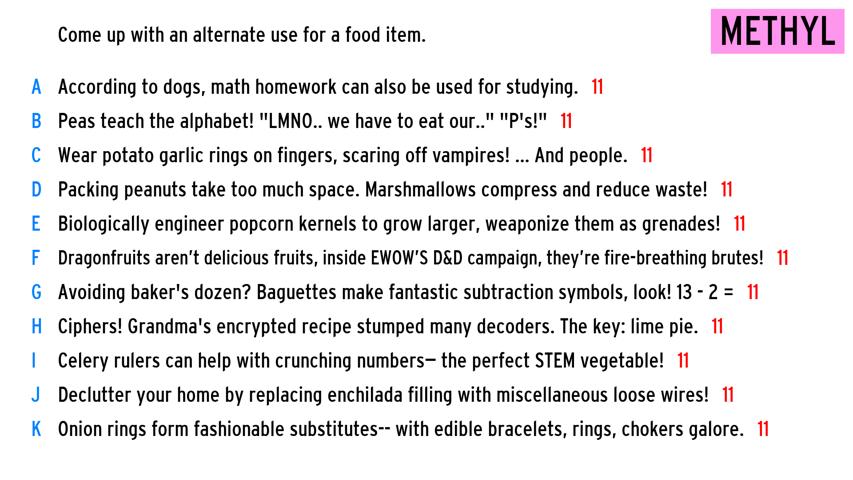 Come up with an alternate use for a food item.
METHYL
A According to dogs, math homework can also be used for studying. 11
B Peas teach the alphabet! "LMNO.. we have to eat our.." "P's!" 11
C Wear potato garlic rings on fingers, scaring off vampires! ... And people. 11
D Packing peanuts take too much space. Marshmallows compress and reduce waste! 11
E Biologically engineer popcorn kernels to grow larger, weaponize them as grenades! 11
F Dragonfruits aren’t delicious fruits, inside EWOW’S D&D campaign, they’re fire-breathing brutes! 11
G Avoiding baker's dozen? Baguettes make fantastic subtraction symbols, look! 13 - 2 = 11
H Ciphers! Grandma's encrypted recipe stumped many decoders. The key: lime pie. 11
I Celery rulers can help with crunching numbers— the perfect STEM vegetable! 11
J Declutter your home by replacing enchilada filling with miscellaneous loose wires! 11
K Onion rings form fashionable substitutes-- with edible bracelets, rings, chokers galore. 11